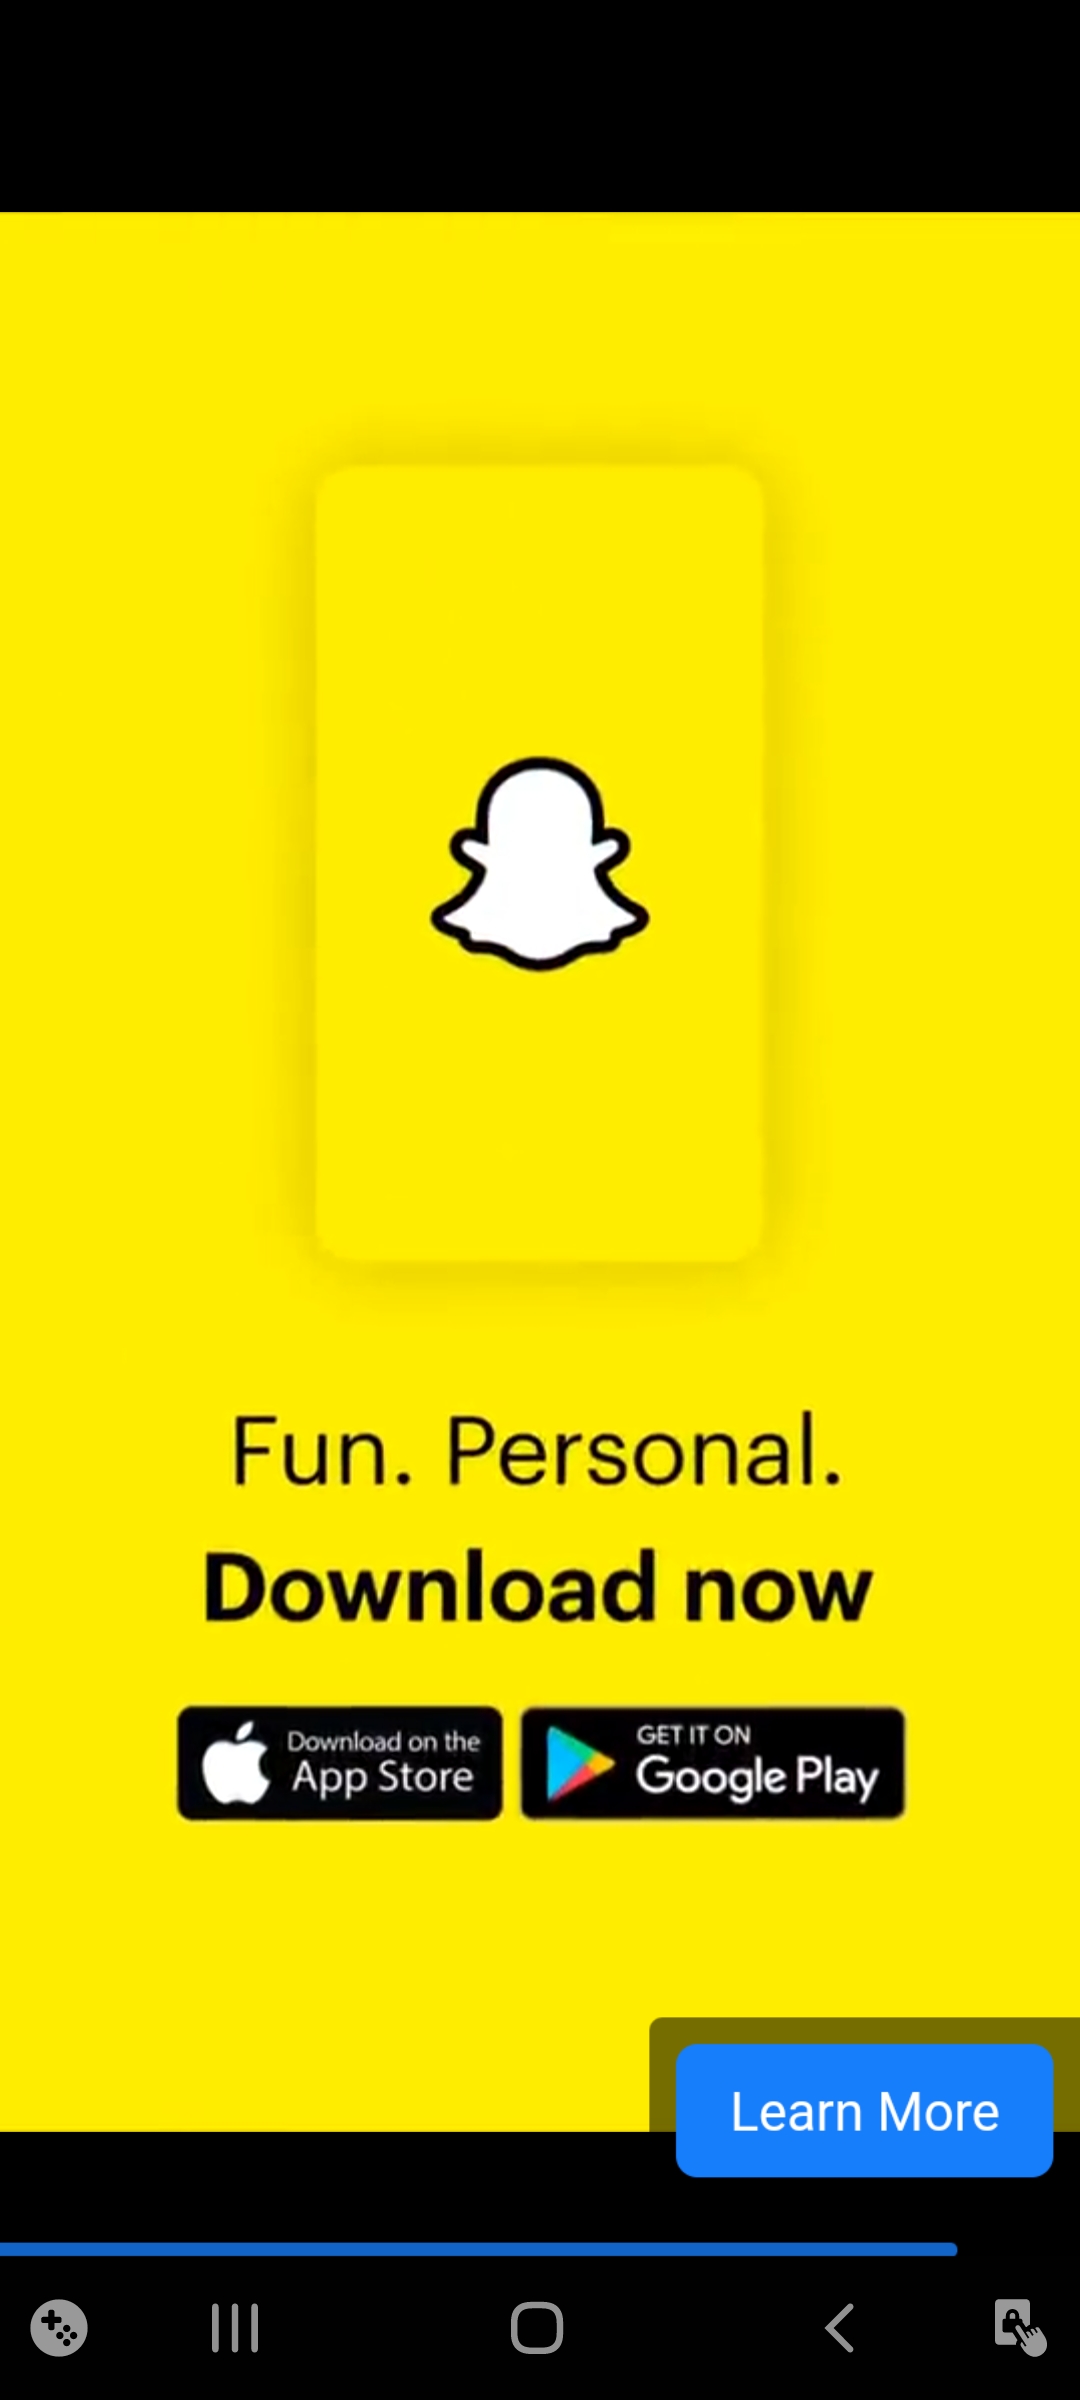 Fun. Personal.
Download now
Download on the
App Store
GET IT ON
Google Play
Learn More